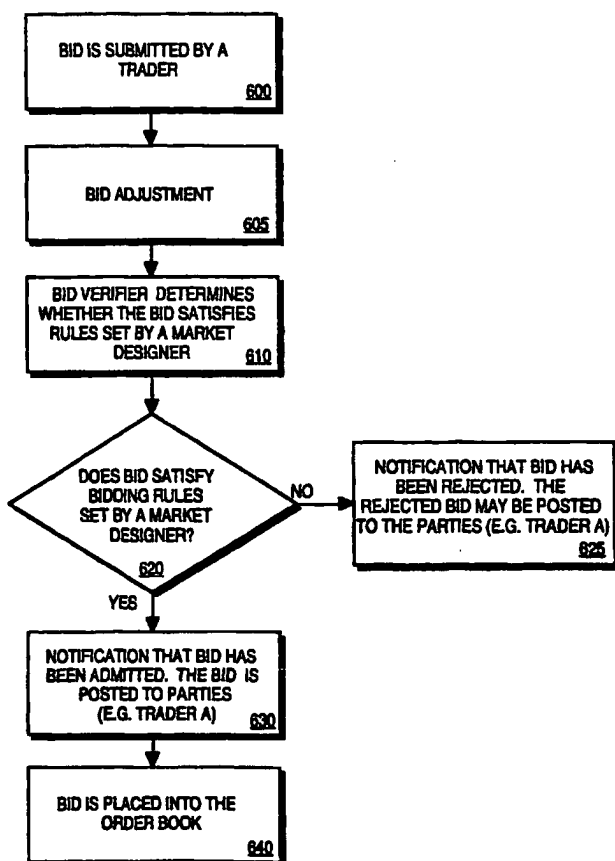 BID IS SUBMITTED BY A
TRADER
600
BID ADJUSTMENT
605
BID VERIFIER DETERMINES
WHETHER THE BID SATISFIES
RULES SET BY A MARKET
DESIGNER
610
DOES BID SATISFY
BIDDING RULES
SET BY A MARKET
DESIGNER?
620
NO
NOTIFICATION THAT BID HAS
BEEN REJECTED. THE
REJECTED BID MAY BE POSTED
TO THE PARTIES (E.G. TRADER A)
625
YES
NOTIFICATION THAT BID HAS
BEEN ADMITTED. THE BID IS
POSTED TO PARTIES
(E.G. TRADER A)
630
BID IS PLACED INTO THE
ORDER BOOK
640